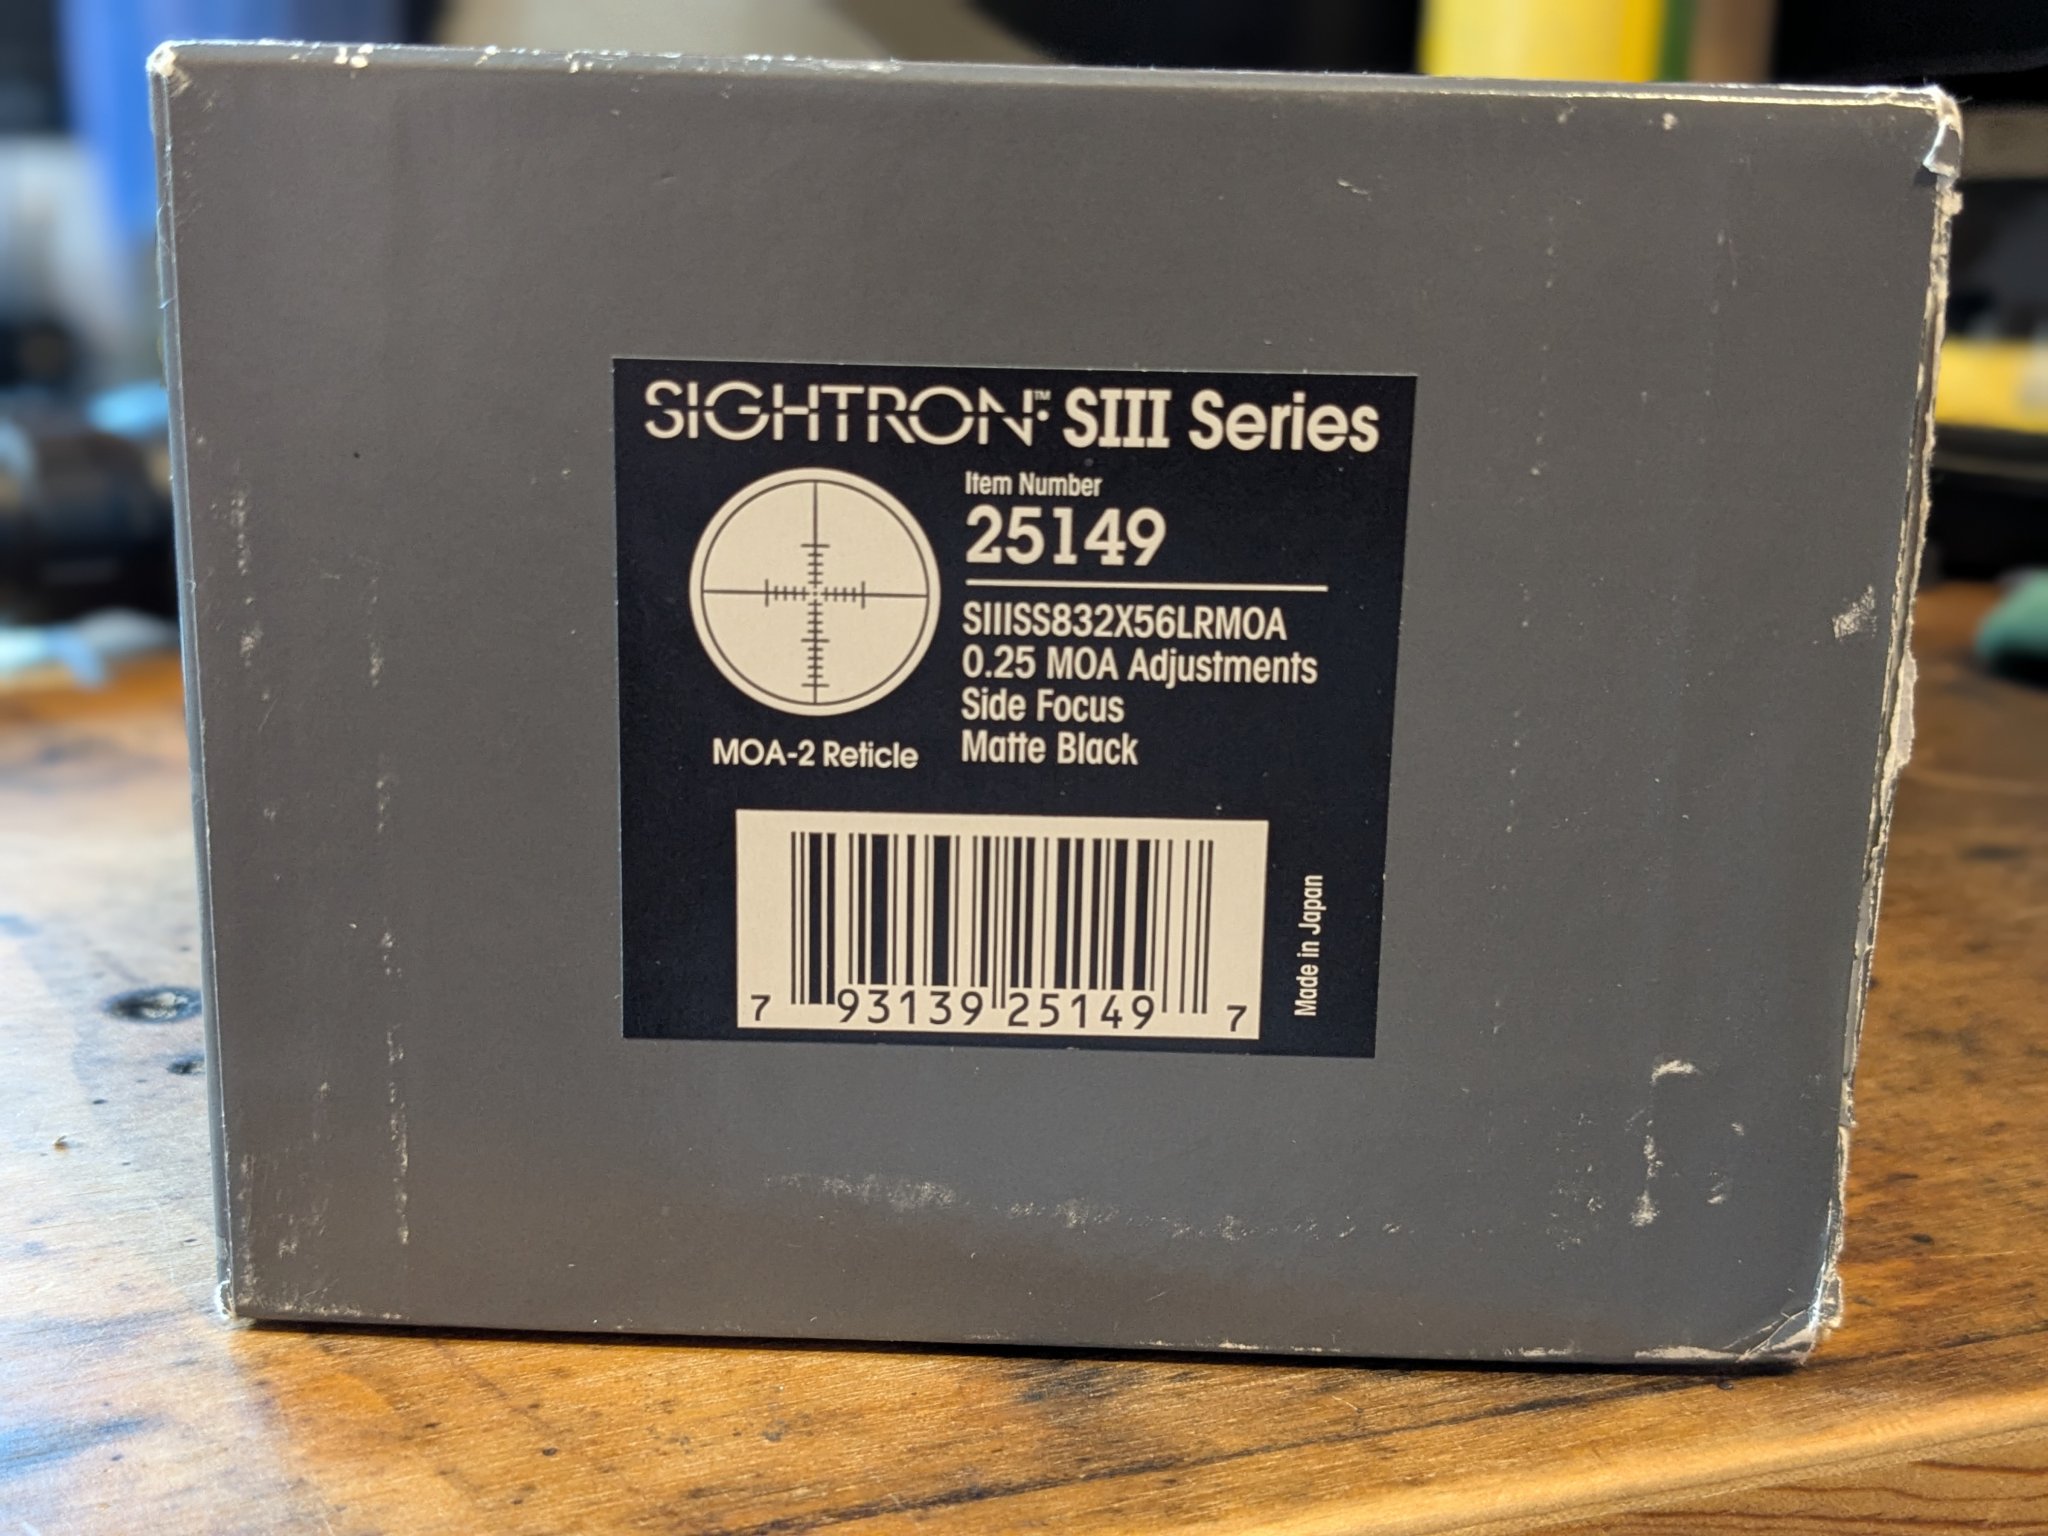 SIGHTRON™ SIII Series
Item Number
25149
SIIISS832X56LRMOA
0.25 MOA Adjustments
Side Focus
Matte Black
MOA-2 Reticle
7 93139 25149 7
Made in Japan